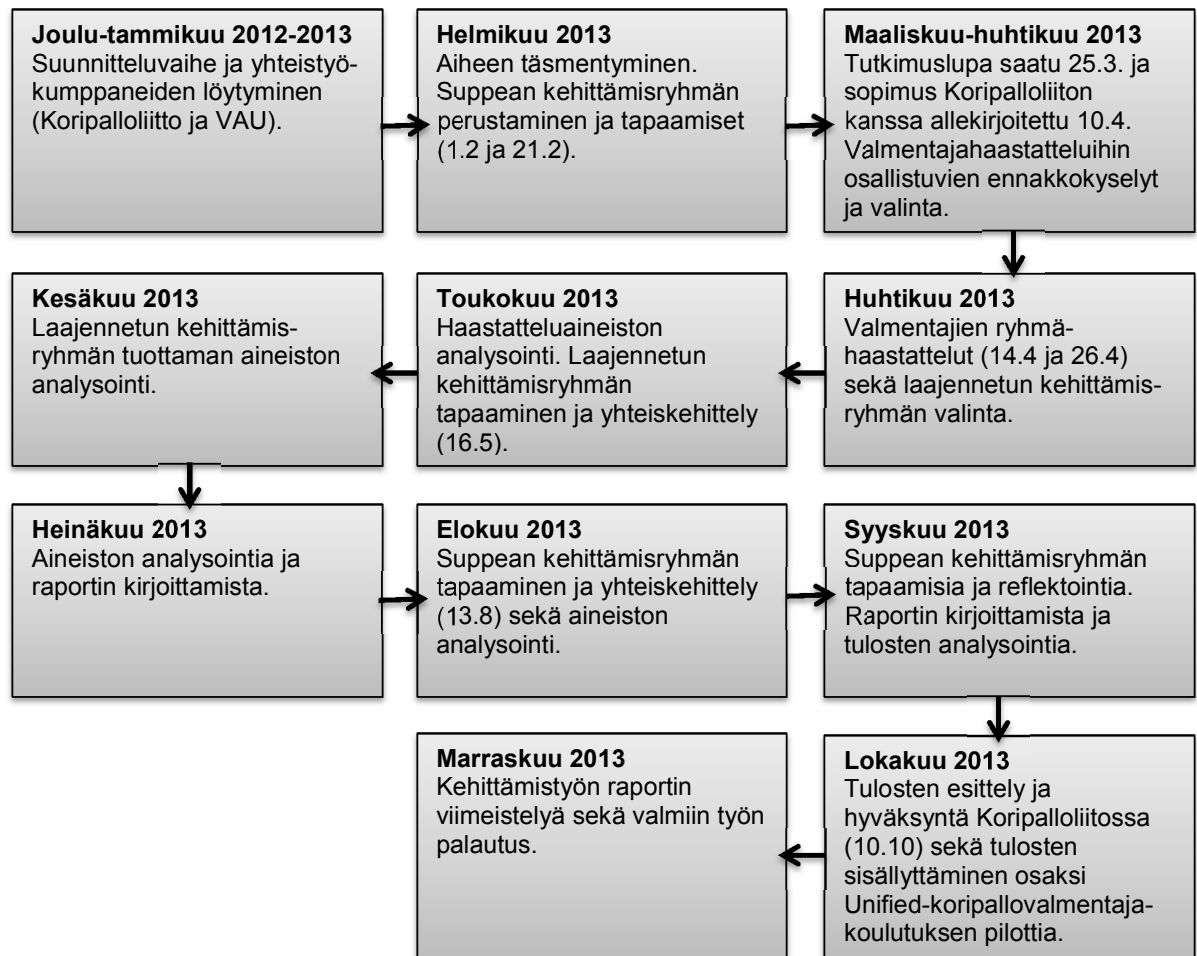 Joulu-tammikuu 2012-2013
Suunnitteluvaihe ja yhteistyö-
kumppaneiden löytyminen
(Koripalloliitto ja VAU).
Helmikuu 2013
Aiheen täsmentyminen.
Suppean kehittämisryhmän
perustaminen ja tapaamiset
(1.2 ja 21.2).
Maaliskuu-huhtikuu 2013
Tutkimuslupa saatu 25.3. ja
sopimus Koripalloliiton
kanssa allekirjoitettu 10.4.
Valmentajahaastatteluihin
osallistuvien ennakkokyselyt
ja valinta.
Huhtikuu 2013
Valmentajien ryhmä-
haastattelut (14.4 ja 26.4)
sekä laajennetun kehittämis-
ryhmän valinta.
Toukokuu 2013
Haastatteluaineiston
analysointi. Laajennetun
kehittämisryhmän
tapaaminen ja yhteiskehittely
(16.5).
Kesäkuu 2013
Laajennetun kehittämis-
ryhmän tuottaman aineiston
analysointi.
Heinäkuu 2013
Aineiston analysointia ja
raportin kirjoittamista.
Elokuu 2013
Suppean kehittämisryhmän
tapaaminen ja yhteiskehittely
(13.8) sekä aineiston
analysointi.
Syyskuu 2013
Suppean kehittämisryhmän
tapaamisia ja reflektointia.
Raportin kirjoittamista ja
tulosten analysointia.
Lokakuu 2013
Tulosten esittely ja
hyväksyntä Koripalloliitossa
(10.10) sekä tulosten
sisällyttäminen osaksi
Unified-koripallovalmentaja-
koulutuksen pilottia.
Marraskuu 2013
Kehittämistyön raportin
viimeistelyä sekä valmiin työn
palautus.